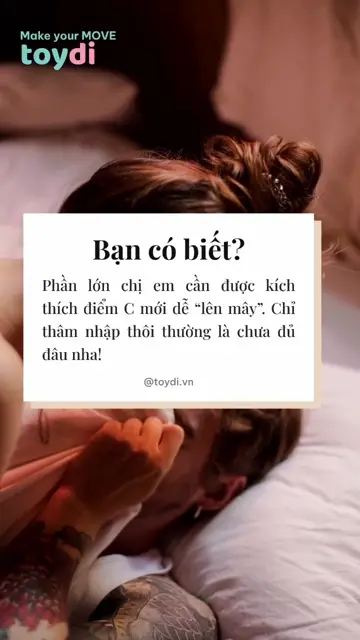 Make your MOVE
toydi
Bạn có biết?
Phần lớn chị em cần được kích
thích điểm C mới dễ “lên mây”. Chỉ
thâm nhập thôi thường là chưa đủ
đâu nha!
@toydi.vn